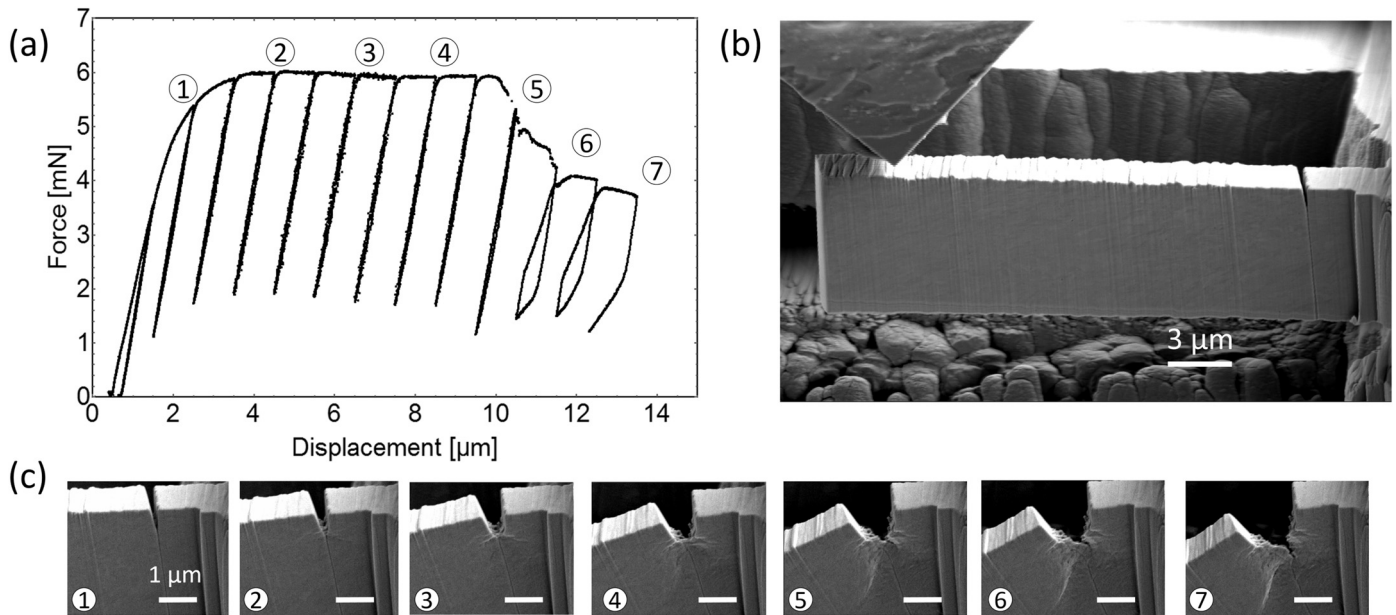 (a)
7
6
5
4
3
2
1
0
Force [mN]
0 2 4 6 8 10 12 14
Displacement [µm]
① ② ③ ④ ⑤ ⑥ ⑦
(b)
3 µm
(c)
1 µm
① ② ③ ④ ⑤ ⑥ ⑦